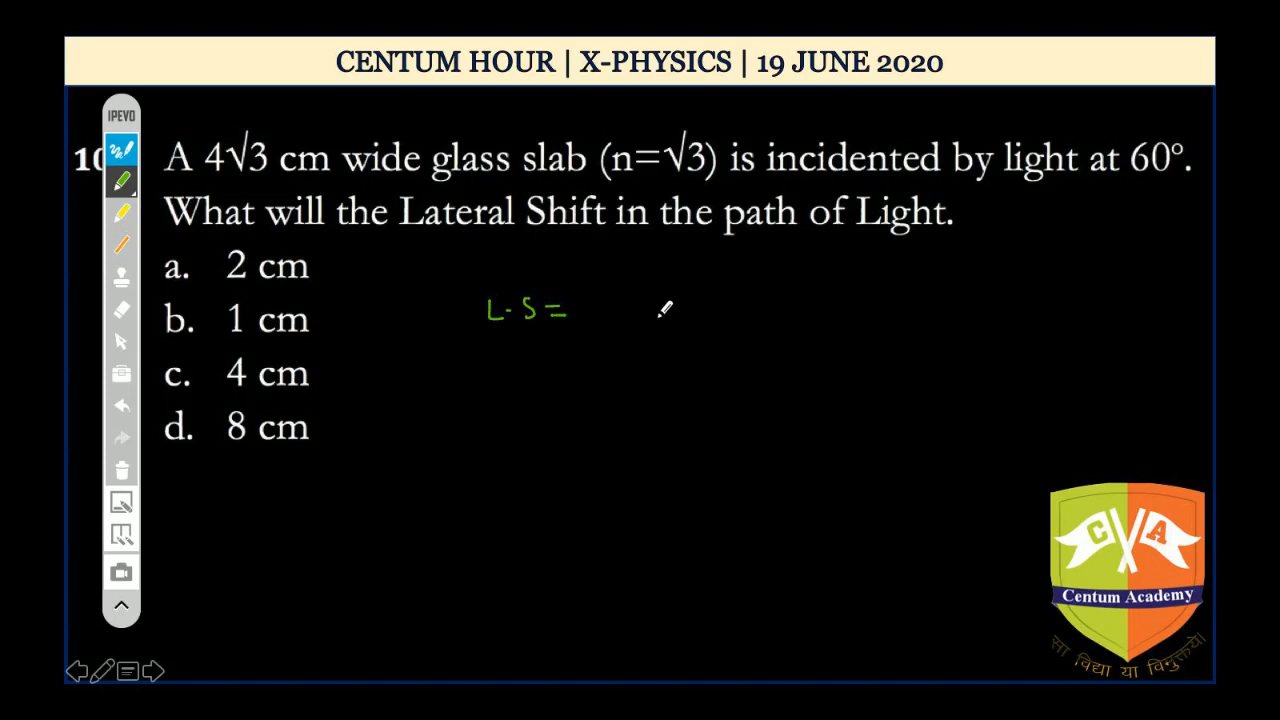 CENTUM HOUR | X-PHYSICS | 19 JUNE 2020
IPEVO
10 A 4√3 cm wide glass slab (n=√3) is incidented by light at 60°.
What will the Lateral Shift in the path of Light.
a. 2 cm
L·S =
b. 1 cm
c. 4 cm
d. 8 cm
C A
Centum Academy
सा विद्या या विमुक्तये।